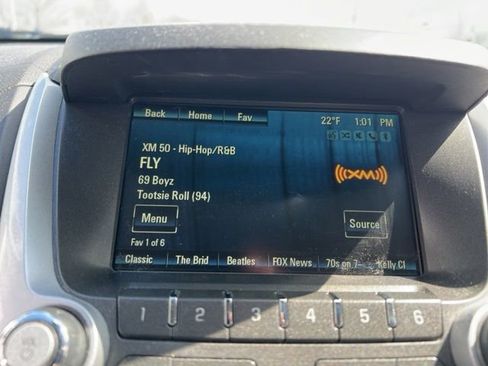 Back Home Fav 22°F 1:01 PM
XM 50 - Hip-Hop/R&B
FLY
69 Boyz
Tootsie Roll (94)
((XM))
Menu Source
Fav 1 of 6
Classic The Brid Beatles FOX News 70s on 7 Kelly Cl
1 2 3 4 5 6